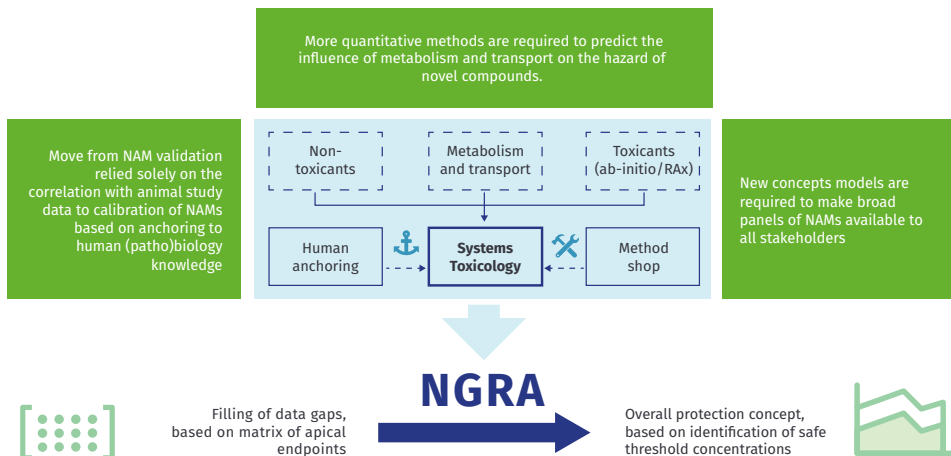 More quantitative methods are required to predict the
influence of metabolism and transport on the hazard of
novel compounds.
Move from NAM validation
relied solely on the
correlation with animal study
data to calibration of NAMs
based on anchoring to
human (patho)biology
knowledge
Non-
toxicants
Metabolism
and transport
Toxicants
(ab-initio/RAx)
Human
anchoring
Systems
Toxicology
Method
shop
New concepts models are
required to make broad
panels of NAMs available to
all stakeholders
NGRA
Filling of data gaps,
based on matrix of apical
endpoints
Overall protection concept,
based on identification of safe
threshold concentrations